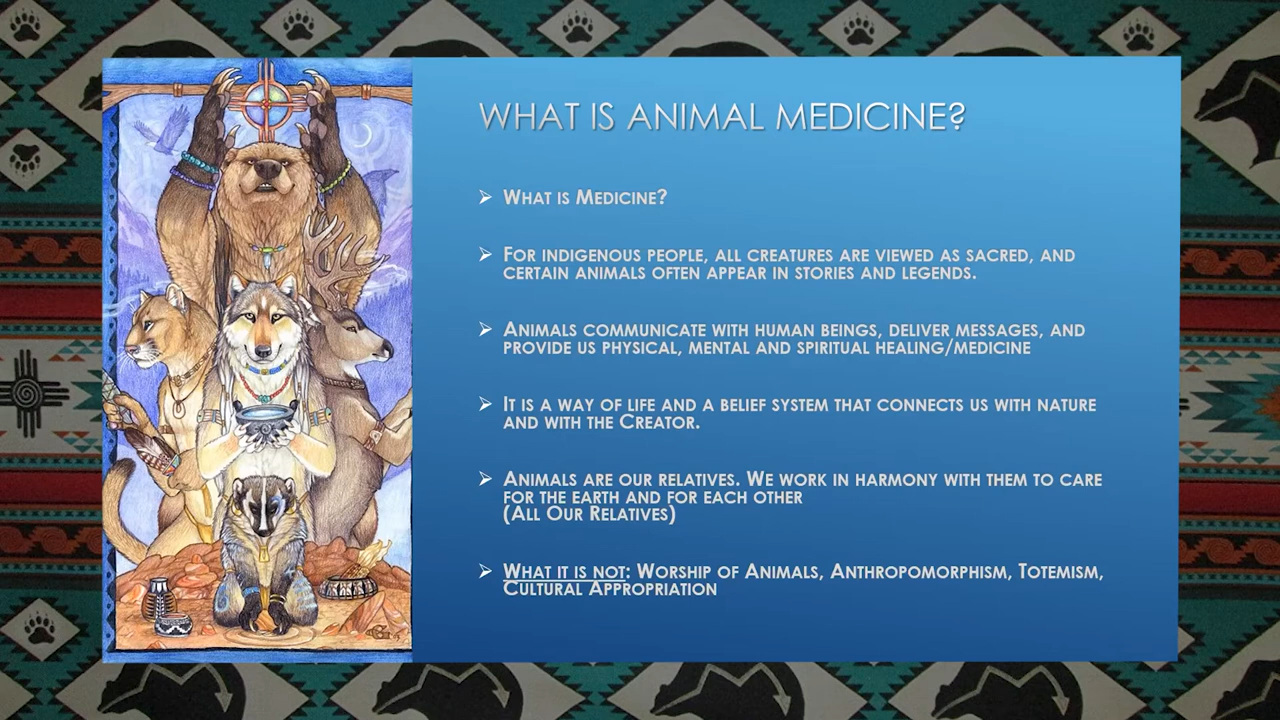 WHAT IS ANIMAL MEDICINE?
WHAT IS MEDICINE?
FOR INDIGENOUS PEOPLE, ALL CREATURES ARE VIEWED AS SACRED, AND
CERTAIN ANIMALS OFTEN APPEAR IN STORIES AND LEGENDS.
ANIMALS COMMUNICATE WITH HUMAN BEINGS, DELIVER MESSAGES, AND
PROVIDE US PHYSICAL, MENTAL AND SPIRITUAL HEALING/MEDICINE
IT IS A WAY OF LIFE AND A BELIEF SYSTEM THAT CONNECTS US WITH NATURE
AND WITH THE CREATOR.
ANIMALS ARE OUR RELATIVES. WE WORK IN HARMONY WITH THEM TO CARE
FOR THE EARTH AND FOR EACH OTHER
(ALL OUR RELATIVES)
WHAT IT IS NOT: WORSHIP OF ANIMALS, ANTHROPOMORPHISM, TOTEMISM,
CULTURAL APPROPRIATION